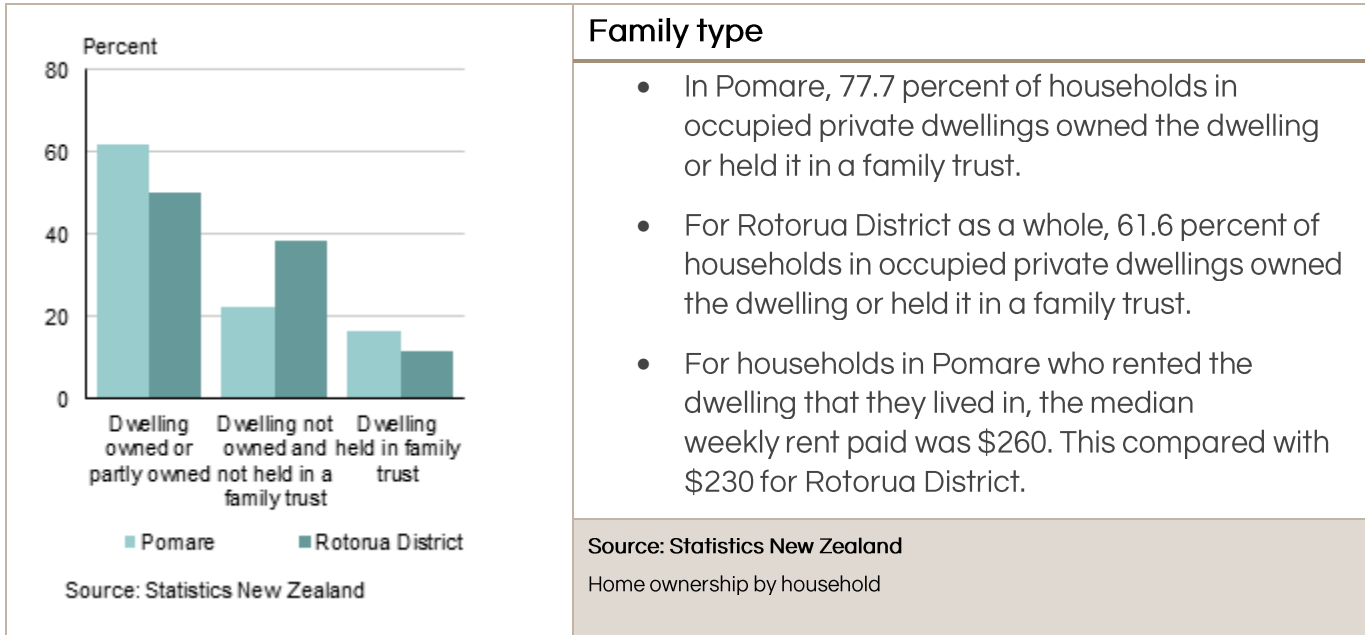 Percent
80
60
40
20
0
Dwelling owned or partly owned
Dwelling not owned and not held in a family trust
Dwelling held in family trust
Pomare
Rotorua District
Source: Statistics New Zealand
Family type
• In Pomare, 77.7 percent of households in
occupied private dwellings owned the dwelling
or held it in a family trust.
• For Rotorua District as a whole, 61.6 percent of
households in occupied private dwellings owned
the dwelling or held it in a family trust.
• For households in Pomare who rented the
dwelling that they lived in, the median
weekly rent paid was $260. This compared with
$230 for Rotorua District.
Source: Statistics New Zealand
Home ownership by household